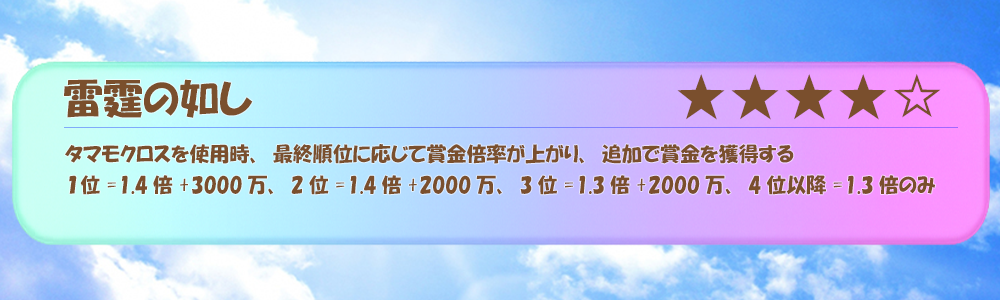 雷霆の如し ★★★★☆
タマモクロスを使用時、最終順位に応じて賞金倍率が上がり、追加で賞金を獲得する
1位=1.4倍+3000万、2位=1.4倍+2000万、3位=1.3倍+2000万、4位以降=1.3倍のみ